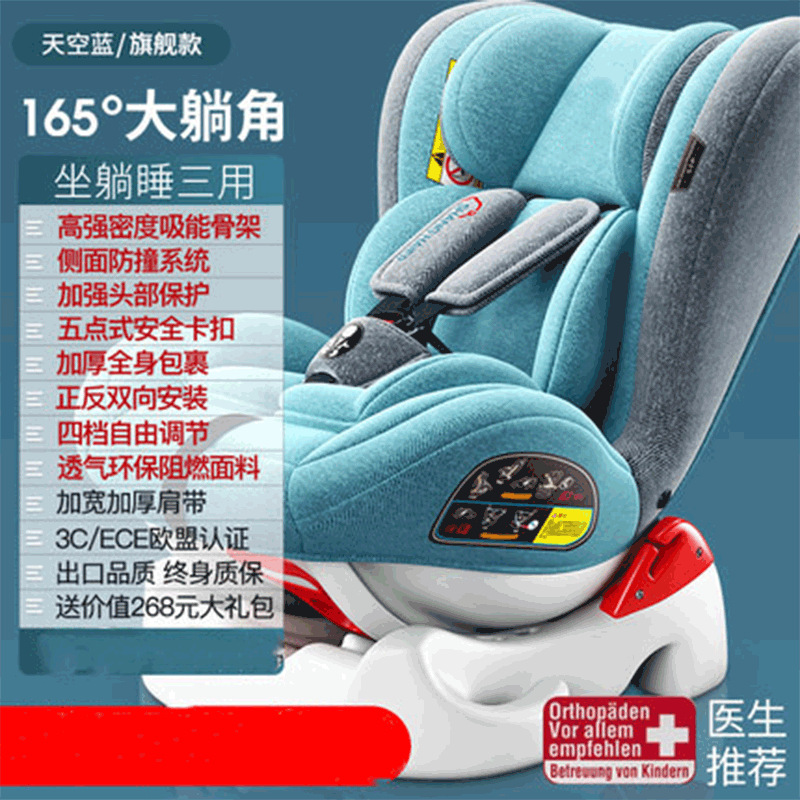 天空蓝/旗舰款
165°大躺角
坐躺睡三用
高强密度吸能骨架
侧面防撞系统
加强头部保护
五点式安全卡扣
加厚全身包裹
正反双向安装
四档自由调节
透气环保阻燃面料
加宽加厚肩带
3C/ECE欧盟认证
出口品质 终身质保
送价值268元大礼包
Orthopäden
Vor allem
empfehlen
Betreuung von Kindern
医生
推荐